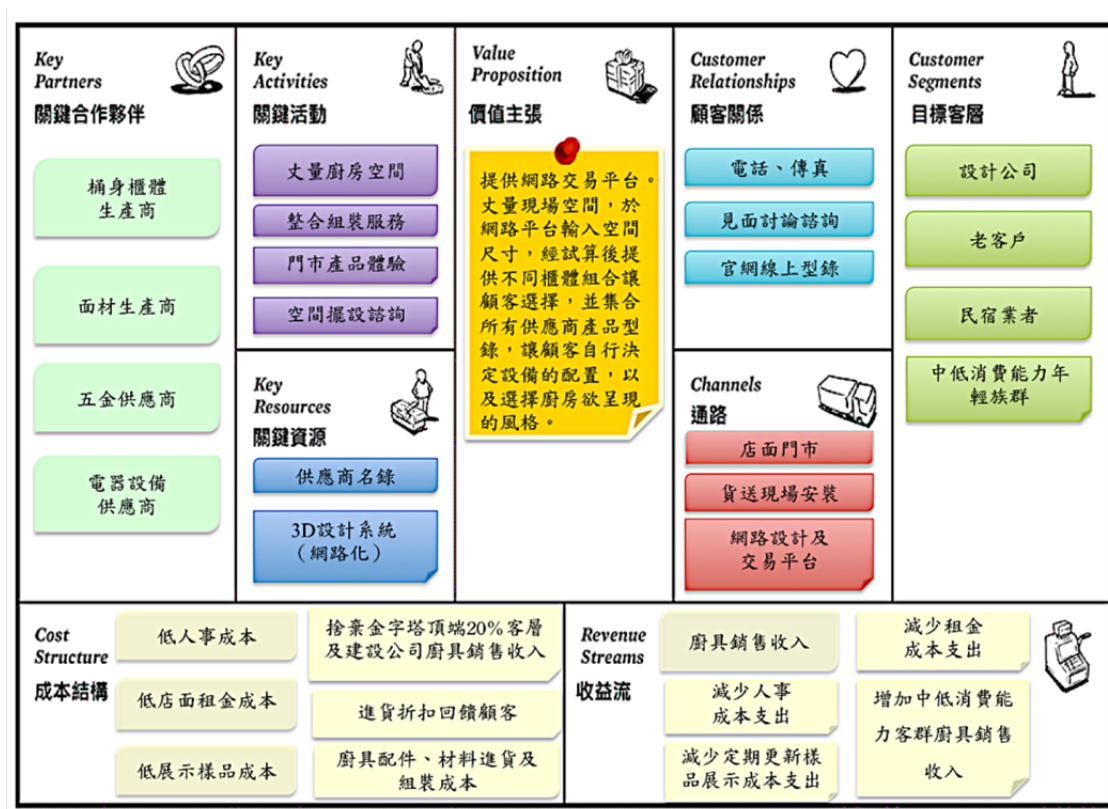 Key
Partners
關鍵合作夥伴
桶身櫃體
生產商
面材生產商
五金供應商
電器設備
供應商
Key
Activities
關鍵活動
丈量廚房空間
整合組裝服務
門市產品體驗
空間擺設諮詢
Key
Resources
關鍵資源
供應商名錄
3D設計系統
（網路化）
Value
Proposition
價值主張
提供網路交易平台。
丈量現場空間，於
網路平台輸入空間
尺寸，經試算後提
供不同櫃體組合讓
顧客選擇，並集合
所有供應商產品型
錄，讓顧客自行決
定設備的配置，以
及選擇廚房欲呈現
的風格。
Customer
Relationships
顧客關係
電話、傳真
見面討論諮詢
官網線上型錄
Channels
通路
店面門市
貨送現場安裝
網路設計及
交易平台
Customer
Segments
目標客層
設計公司
老客戶
民宿業者
中低消費能力年
輕族群
Cost
Structure
成本結構
低人事成本
低店面租金成本
低展示樣品成本
捨棄金字塔頂端20%客層
及建設公司廚具銷售收入
進貨折扣回饋顧客
廚具配件、材料進貨及
組裝成本
Revenue
Streams
收益流
廚具銷售收入
減少人事
成本支出
減少定期更新樣
品展示成本支出
減少租金
成本支出
增加中低消費能
力客群廚具銷售
收入